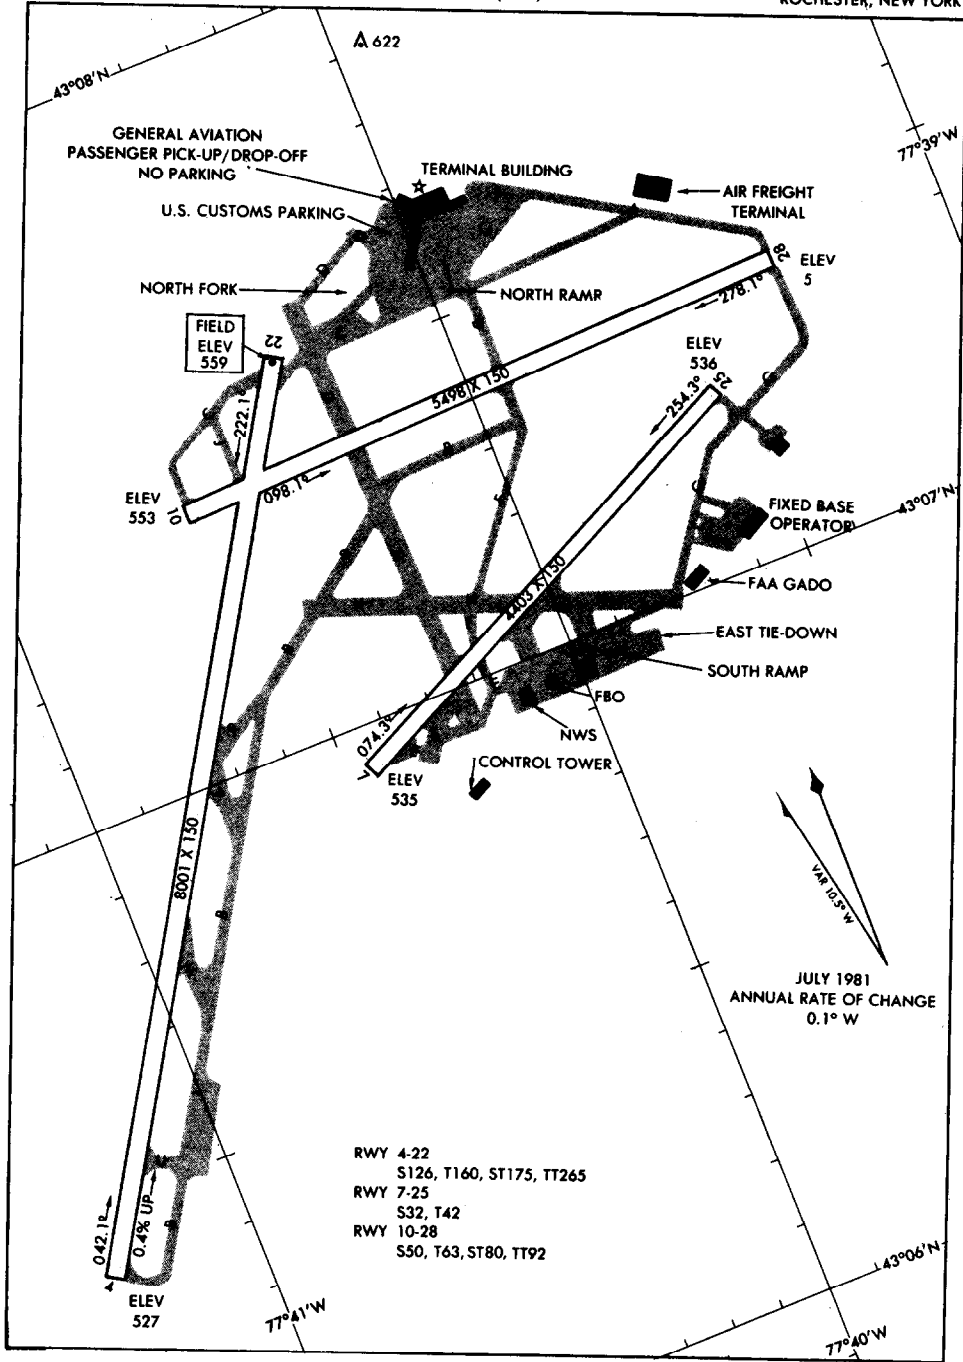 ROCHESTER, NEW YORK
622
43°08'N
77°39'W
GENERAL AVIATION
PASSENGER PICK-UP/DROP-OFF
NO PARKING
TERMINAL BUILDING
AIR FREIGHT
TERMINAL
U.S. CUSTOMS PARKING
NORTH FORK
NORTH RAMP
28
ELEV
5
278.1°
FIELD
ELEV
559
22
ELEV
536
25
254.3°
5498 X 150
222.1°
098.1°
ELEV
553
10
43°07'N
FIXED BASE
OPERATOR
4403 X 150
FAA GADO
EAST TIE-DOWN
SOUTH RAMP
FBO
NWS
074.3°
7
ELEV
535
CONTROL TOWER
8001 X 150
VAR 10.5° W
JULY 1981
ANNUAL RATE OF CHANGE
0.1° W
RWY 4-22
S126, T160, ST175, TT265
RWY 7-25
S32, T42
RWY 10-28
S50, T63, ST80, TT92
042.1°
0.4% UP
4
ELEV
527
77°41'W
43°06'N
77°40'W